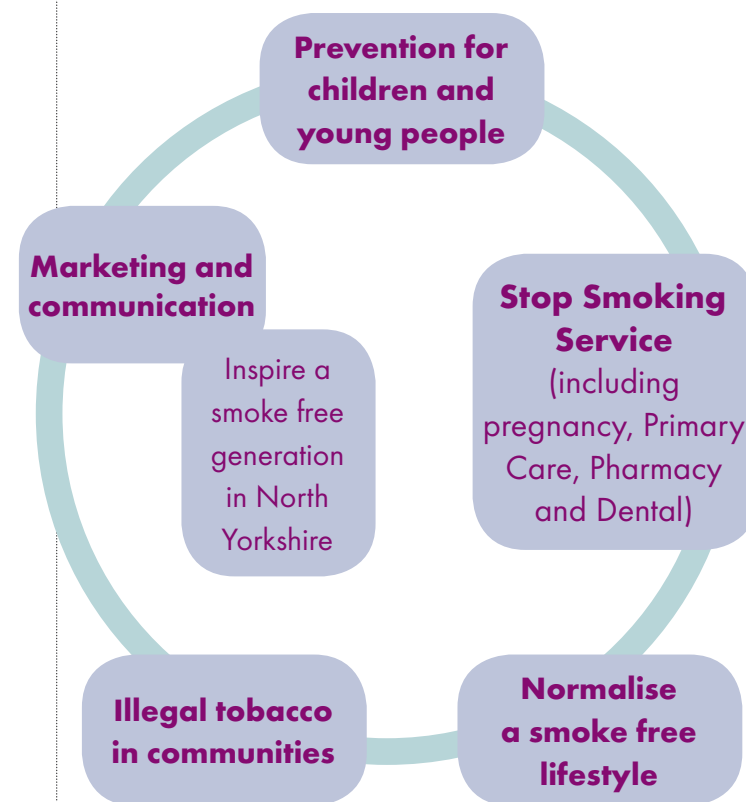 Prevention for
children and
young people
Marketing and
communication
Inspire a
smoke free
generation
in North
Yorkshire
Stop Smoking
Service
(including
pregnancy, Primary
Care, Pharmacy
and Dental)
Illegal tobacco
in communities
Normalise
a smoke free
lifestyle